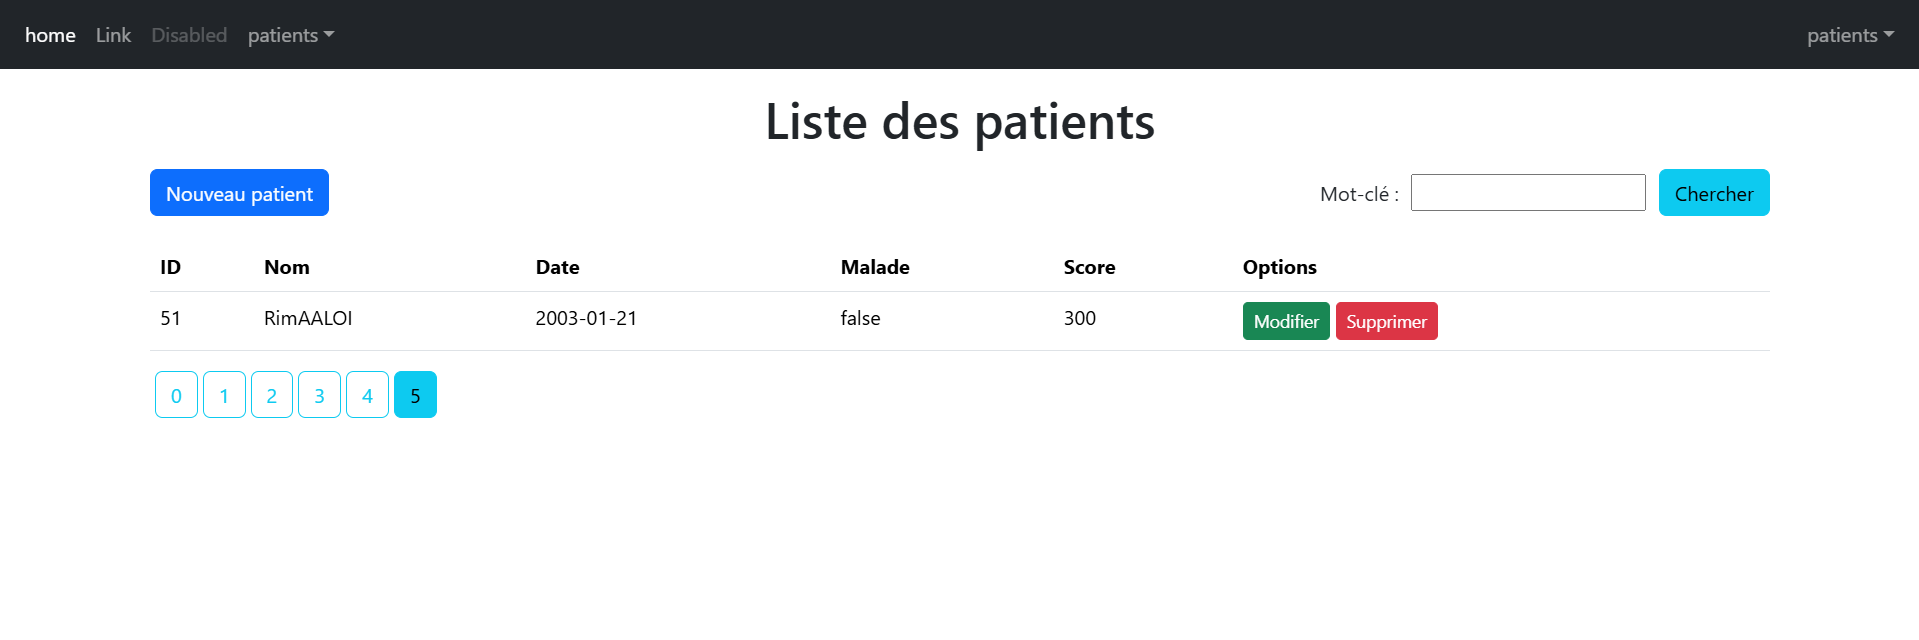 home Link Disabled patients patients
Liste des patients
Nouveau patient Mot-clé : Chercher
ID Nom Date Malade Score Options
51 RimAALOI 2003-01-21 false 300 Modifier Supprimer
0 1 2 3 4 5